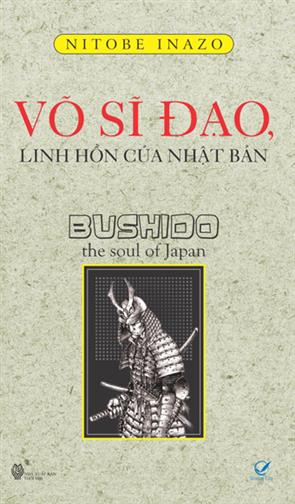 NITOBE INAZO
VÕ SĨ ĐẠO,
LINH HỒN CỦA NHẬT BẢN
BUSHIDO
the soul of Japan